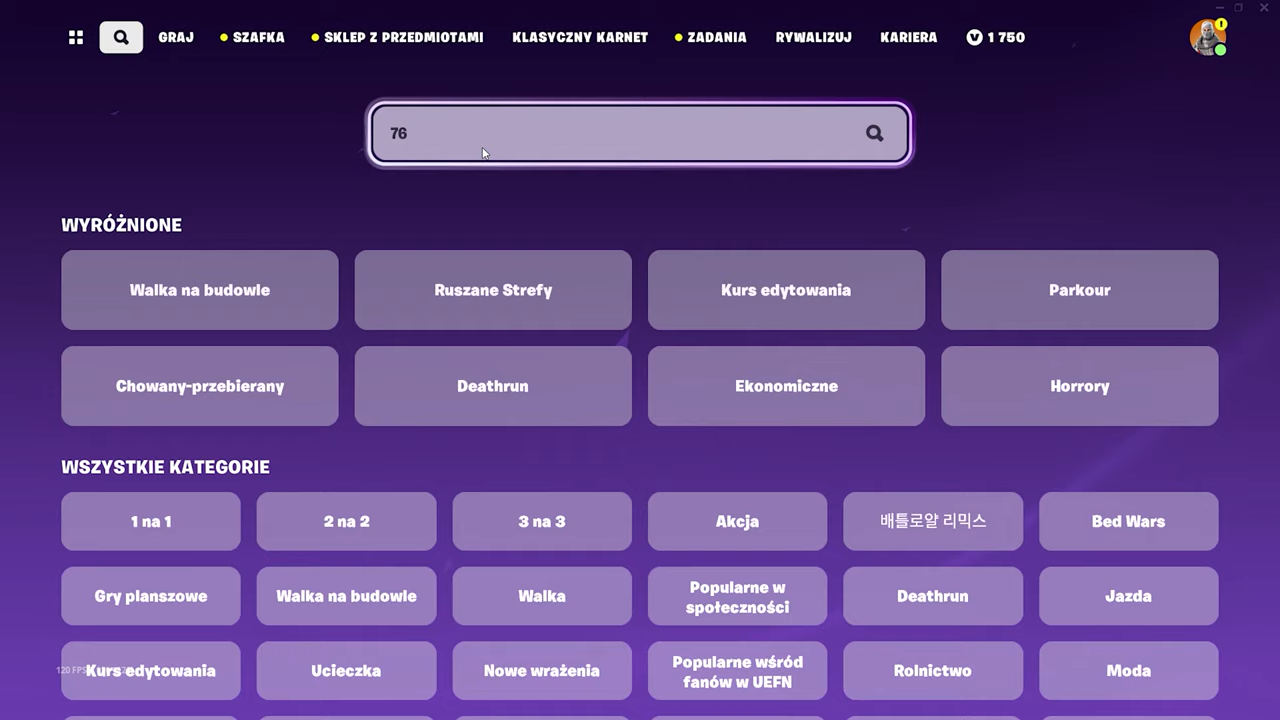 GRAJ SZAFKA SKLEP Z PRZEDMIOTAMI KLASYCZNY KARNET ZADANIA RYWALIZUJ KARIERA V 1 750
76
WYRÓŻNIONE
Walka na budowle Ruszane Strefy Kurs edytowania Parkour
Chowany-przebierany Deathrun Ekonomiczne Horrory
WSZYSTKIE KATEGORIE
1 na 1 2 na 2 3 na 3 Akcja 배틀로얄 리믹스 Bed Wars
Gry planszowe Walka na budowle Walka Popularne w
społeczności Deathrun Jazda
120 FPS Kurs edytowania Ucieczka Nowe wrażenia Popularne wśród
fanów w UEFN Rolnictwo Moda